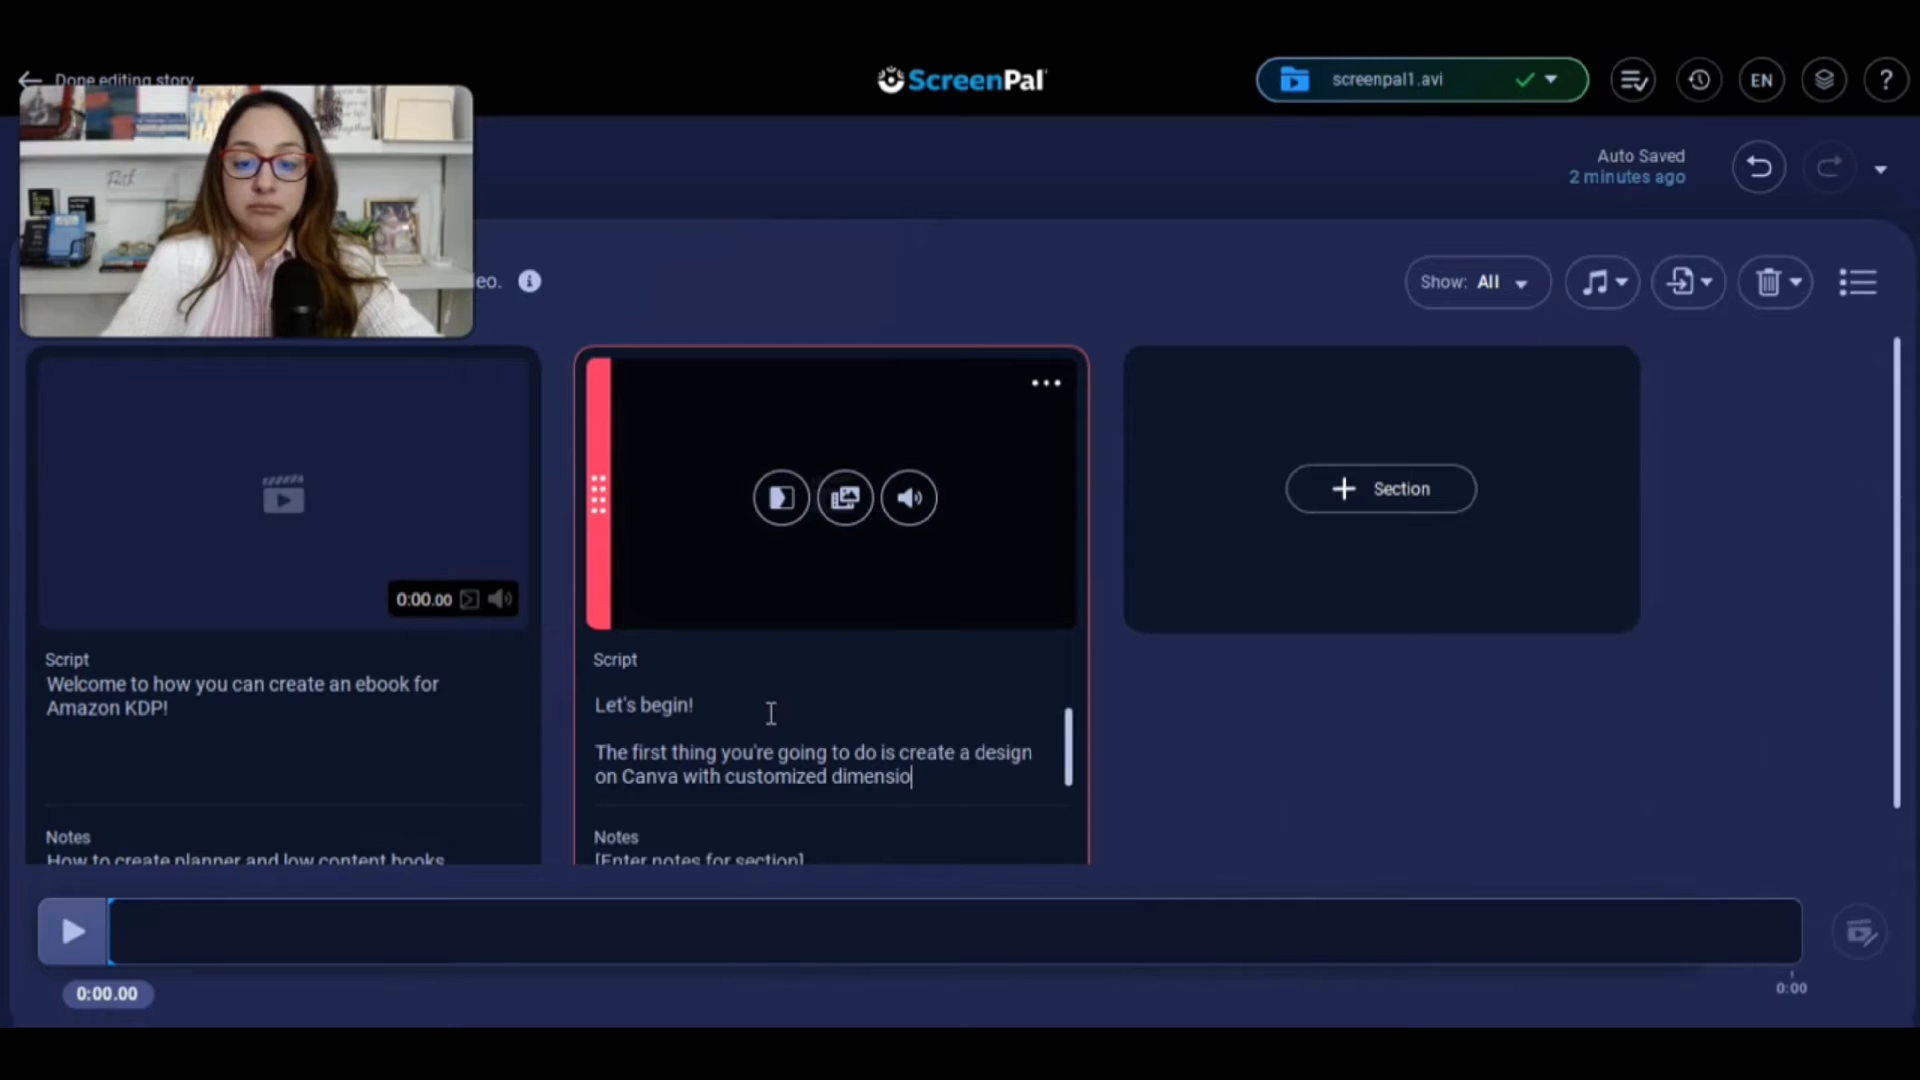 Done editing story
ScreenPal
screenpal1.avi
EN
?
Auto Saved
2 minutes ago
Faith
eo.
Show: All
Section
0:00.00
Script
Welcome to how you can create an ebook for
Amazon KDP!
Notes
How to create planner and low content books
Script
Let's begin!
The first thing you're going to do is create a design
on Canva with customized dimensio
Notes
[Enter notes for section]
0:00.00
0:00